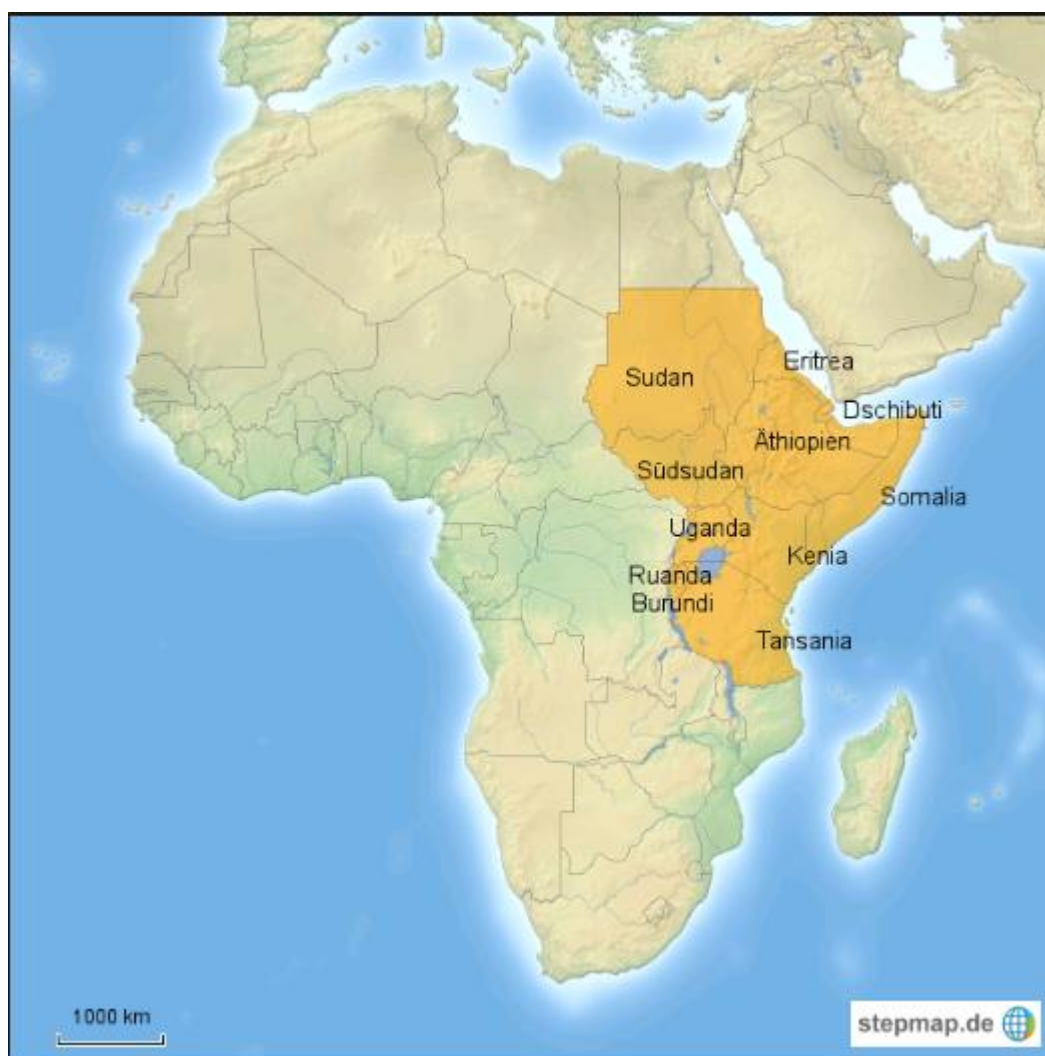 Eritrea
Sudan
Dschibuti
Äthiopien
Südsudan
Somalia
Uganda
Kenia
Ruanda
Burundi
Tansania
1000 km
stepmap.de